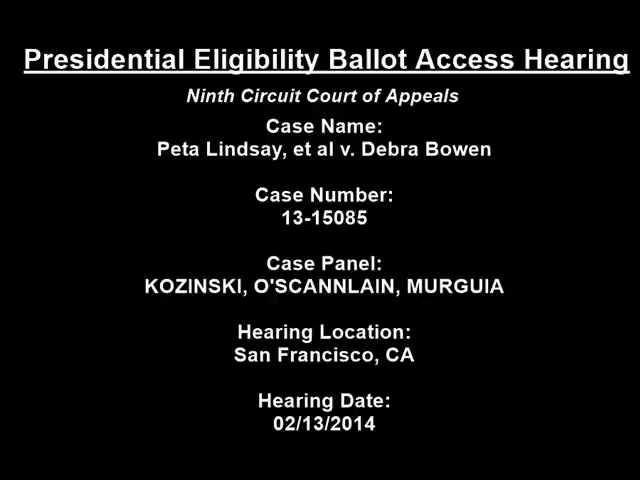 Presidential Eligibility Ballot Access Hearing
Ninth Circuit Court of Appeals
Case Name:
Peta Lindsay, et al v. Debra Bowen
Case Number:
13-15085
Case Panel:
KOZINSKI, O'SCANNLAIN, MURGUIA
Hearing Location:
San Francisco, CA
Hearing Date:
02/13/2014